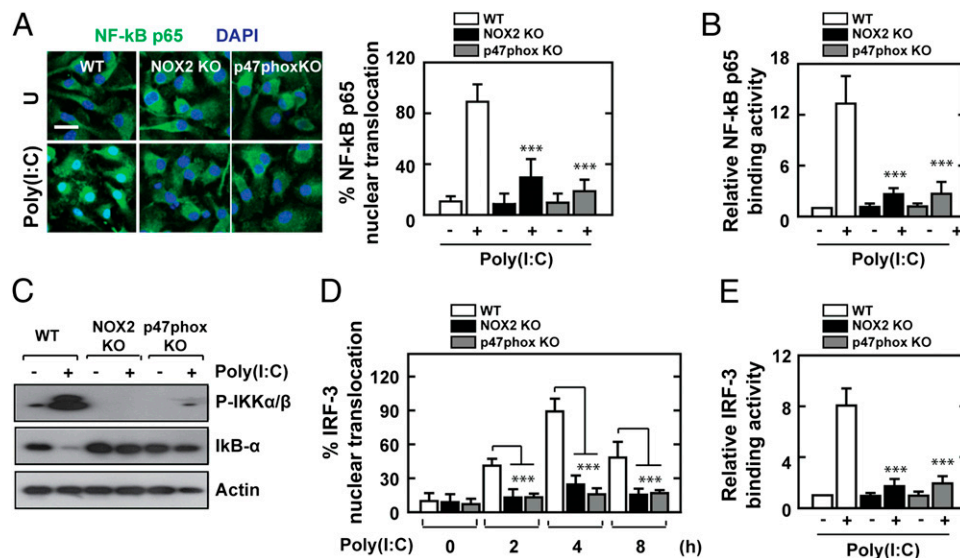 A
NF-kB p65 DAPI
WT NOX2 KO p47phoxKO
U
Poly(I:C)
WT
NOX2 KO
p47phox KO
% NF-kB p65
nuclear translocation
120
80
40
0
- + - + - +
*** ***
Poly(I:C)
B
WT
NOX2 KO
p47phox KO
Relative NF-kB p65
binding activity
18
12
6
0
*** ***
- + - + - +
Poly(I:C)
C
WT NOX2 KO p47phox KO
- + - + - + Poly(I:C)
P-IKKα/β
IkB-α
Actin
D
WT
NOX2 KO
p47phox KO
% IRF-3
nuclear translocation
120
90
60
30
0
*** *** ***
Poly(I:C) 0 2 4 8 (h)
E
WT
NOX2 KO
p47phox KO
Relative IRF-3
binding activity
12
8
4
0
*** ***
- + - + - +
Poly(I:C)